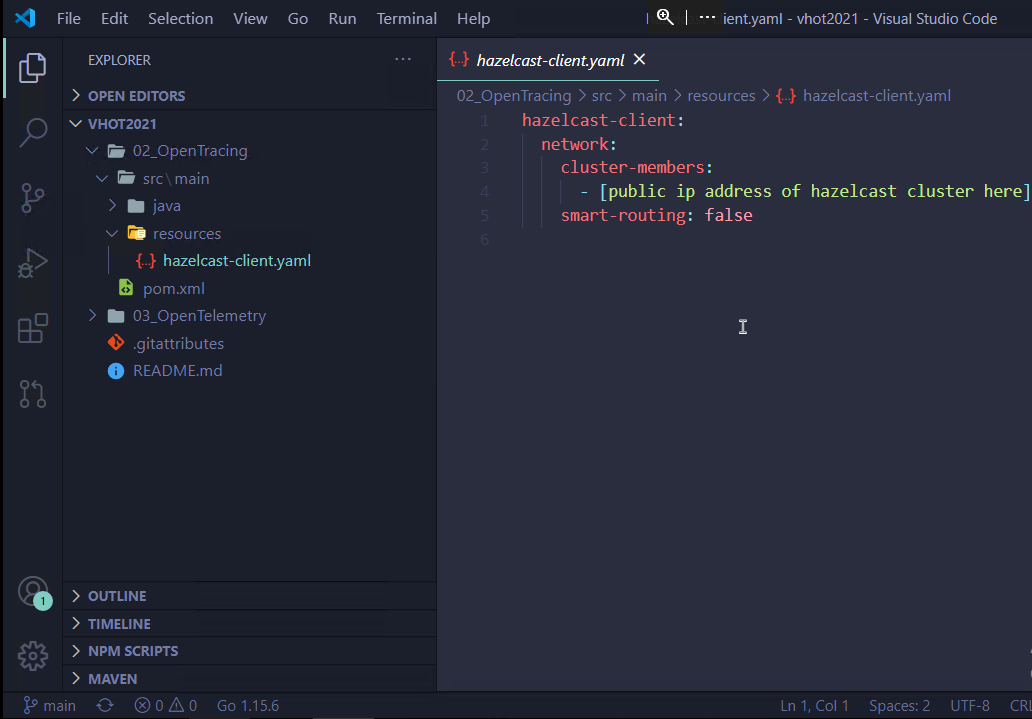 File Edit Selection View Go Run Terminal Help ient.yaml - vhot2021 - Visual Studio Code
EXPLORER
OPEN EDITORS
VHOT2021
02_OpenTracing
src\main
java
resources
hazelcast-client.yaml
pom.xml
03_OpenTelemetry
.gitattributes
README.md
OUTLINE
TIMELINE
NPM SCRIPTS
MAVEN
1
{..} hazelcast-client.yaml
02_OpenTracing > src > main > resources > {..} hazelcast-client.yaml
1 hazelcast-client:
2 network:
3 cluster-members:
4 - [public ip address of hazelcast cluster here]
5 smart-routing: false
6
main 0 0 Go 1.15.6 Ln 1, Col 1 Spaces: 2 UTF-8